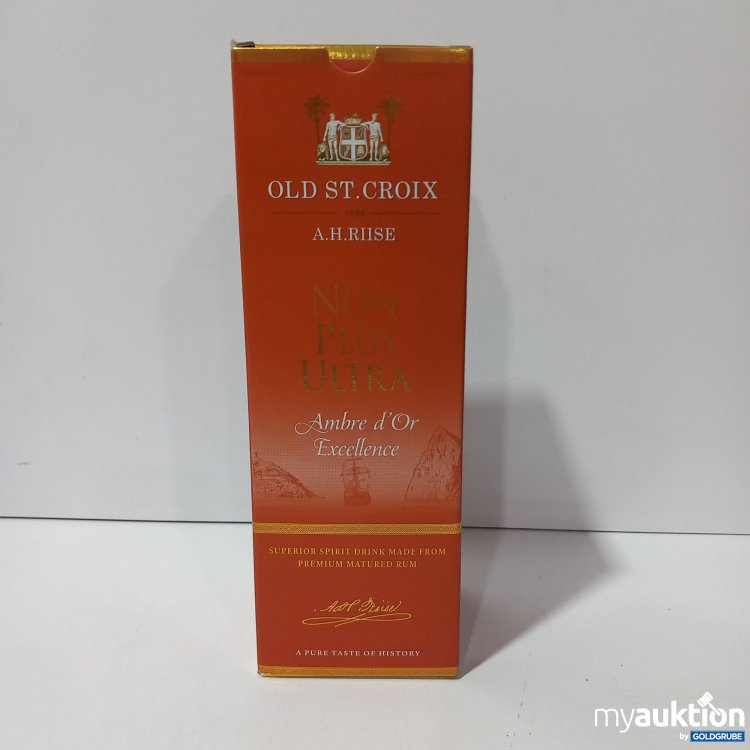 OLD ST.CROIX
A.H.RIISE
NON
PLUS
ULTRA
Ambre d'Or
Excellence
SUPERIOR SPIRIT DRINK MADE FROM
PREMIUM MATURED RUM
A PURE TASTE OF HISTORY
myauktion
by GOLDGRUBE